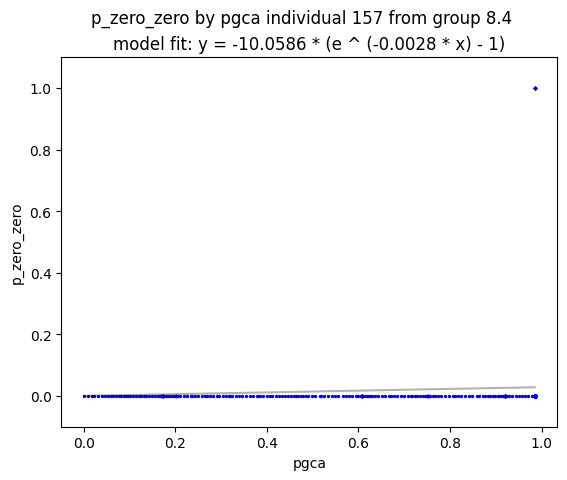 p_zero_zero by pgca individual 157 from group 8.4
model fit: y = -10.0586 * (e ^ (-0.0028 * x) - 1)
1.0
0.8
0.6
0.4
0.2
0.0
p_zero_zero
0.0 0.2 0.4 0.6 0.8 1.0
pgca